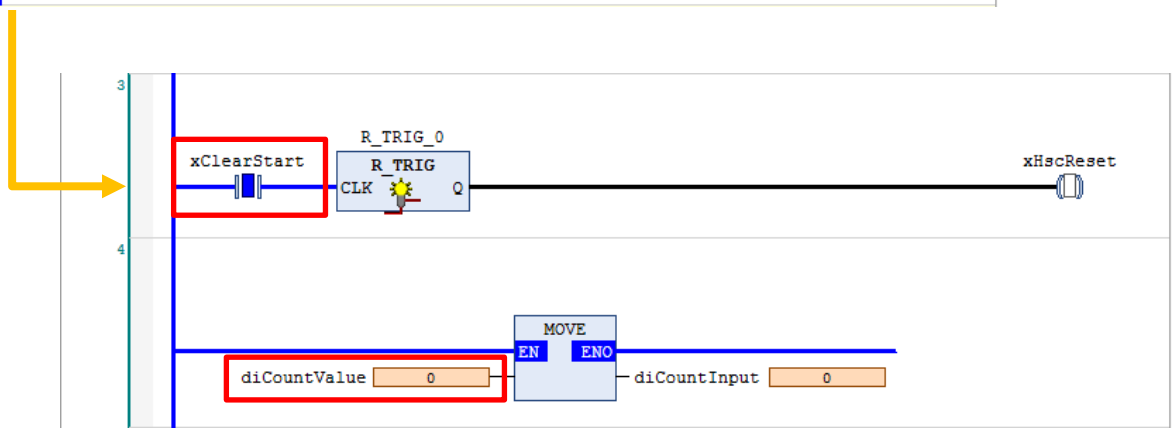 3
R_TRIG_0
xClearStart R_TRIG xHscReset
CLK Q
4
MOVE
EN ENO
diCountValue 0 diCountInput 0